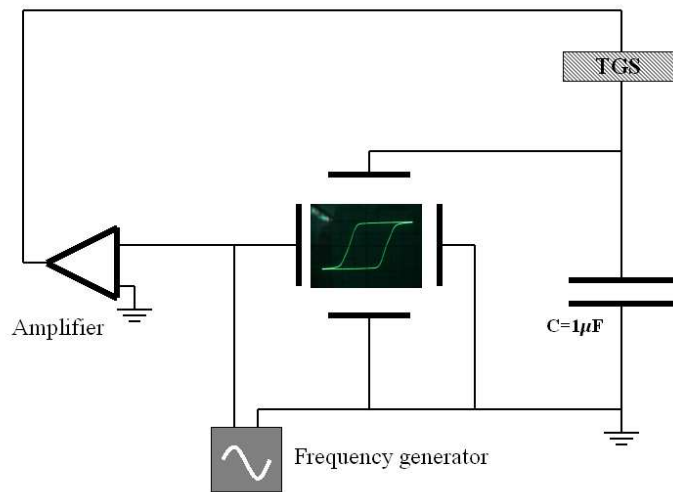 TGS
C=1μF
Amplifier
Frequency generator